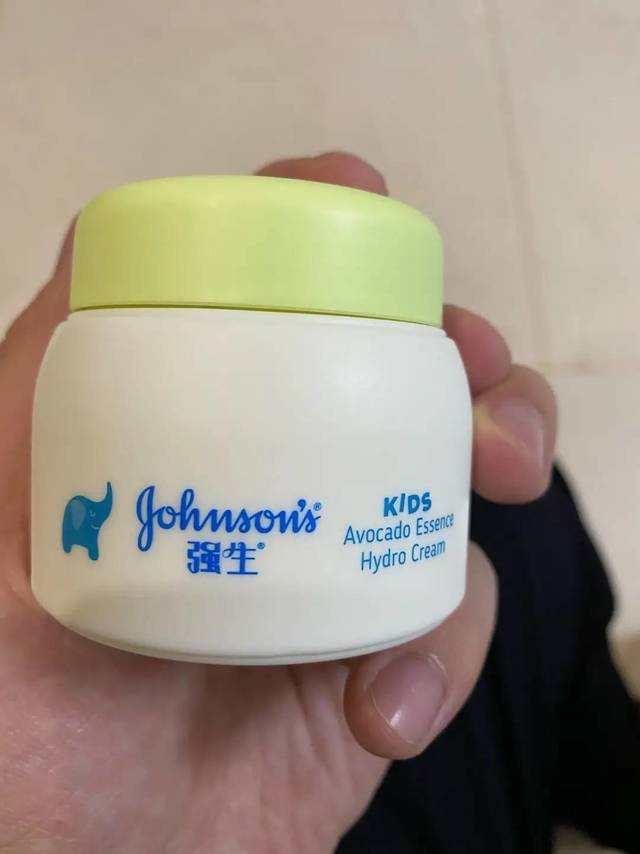 Johnson's®
强生®
KIDS
Avocado Essence
Hydro Cream